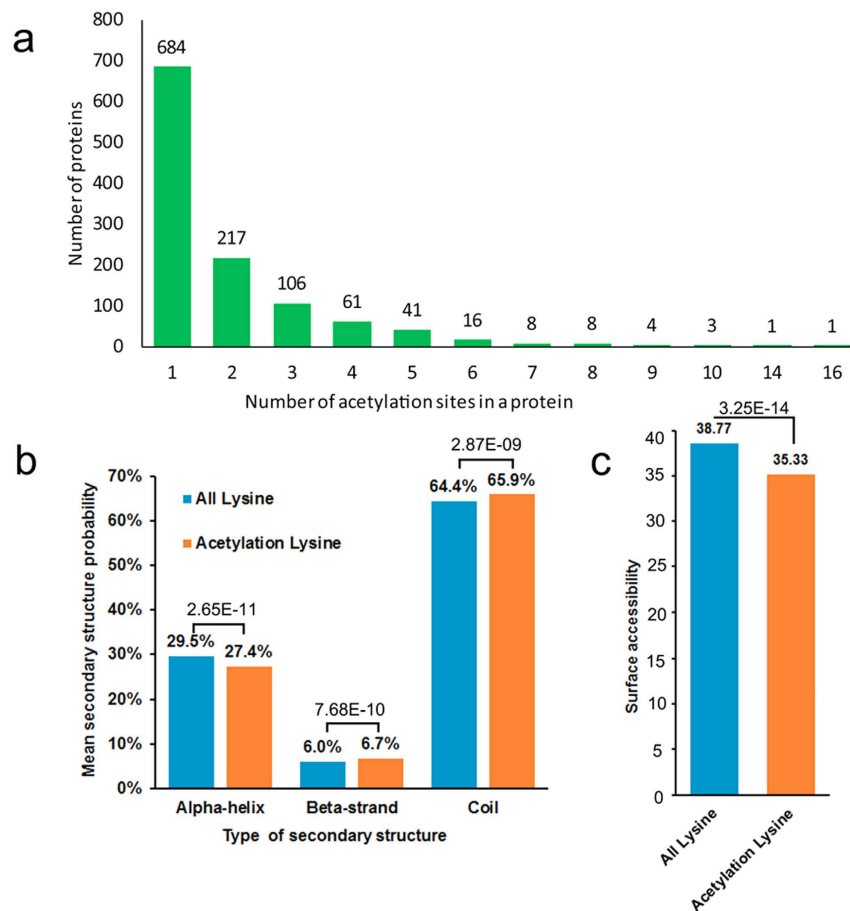 a
800
700
600
500
400
300
200
100
0
Number of proteins
684
217
106
61
41
16
8
8
4
3
1
1
1 2 3 4 5 6 7 8 9 10 14 16
Number of acetylation sites in a protein
b
70%
60%
50%
40%
30%
20%
10%
0%
Mean secondary structure probability
All Lysine
Acetylation Lysine
2.65E-11
29.5% 27.4%
7.68E-10
6.0% 6.7%
2.87E-09
64.4% 65.9%
Alpha-helix Beta-strand Coil
Type of secondary structure
c
40
35
30
25
20
15
10
5
0
Surface accessibility
3.25E-14
38.77
35.33
All Lysine
Acetylation Lysine